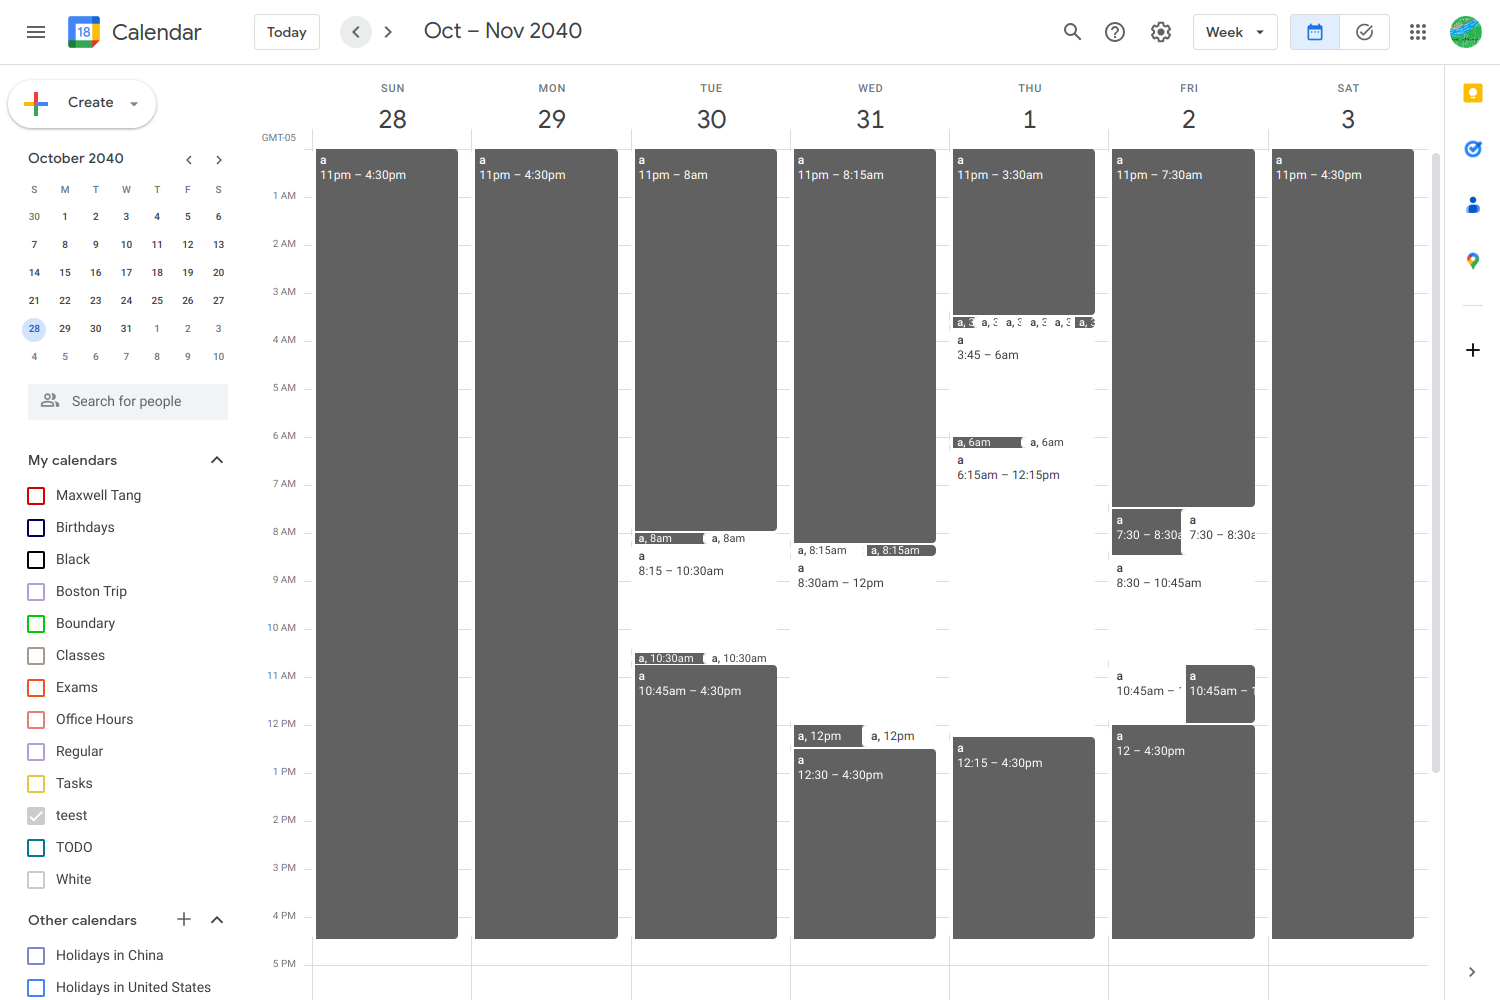 18 Calendar Today Oct – Nov 2040 Week
Create
October 2040
S M T W T F S
30 1 2 3 4 5 6
7 8 9 10 11 12 13
14 15 16 17 18 19 20
21 22 23 24 25 26 27
28 29 30 31 1 2 3
4 5 6 7 8 9 10
Search for people
My calendars
Maxwell Tang
Birthdays
Black
Boston Trip
Boundary
Classes
Exams
Office Hours
Regular
Tasks
teest
TODO
White
Other calendars
Holidays in China
Holidays in United States
SUN MON TUE WED THU FRI SAT
28 29 30 31 1 2 3
GMT-05
1 AM
2 AM
3 AM
4 AM
5 AM
6 AM
7 AM
8 AM
9 AM
10 AM
11 AM
12 PM
1 PM
2 PM
3 PM
4 PM
5 PM
a
11pm – 4:30pm
a
11pm – 4:30pm
a
11pm – 8am
a, 8am a, 8am
a
8:15 – 10:30am
a, 10:30am a, 10:30am
a
10:45am – 4:30pm
a
11pm – 8:15am
a, 8:15am a, 8:15am
a
8:30am – 12pm
a, 12pm a, 12pm
a
12:30 – 4:30pm
a
11pm – 3:30am
a, 3 a, 3 a, 3 a, 3 a, 3 a, 3
a
3:45 – 6am
a, 6am a, 6am
a
6:15am – 12:15pm
a
12:15 – 4:30pm
a
11pm – 7:30am
a
7:30 – 8:30a
a
7:30 – 8:30a
a
8:30 – 10:45am
a
10:45am –
a
10:45am – 1
a
12 – 4:30pm
a
11pm – 4:30pm